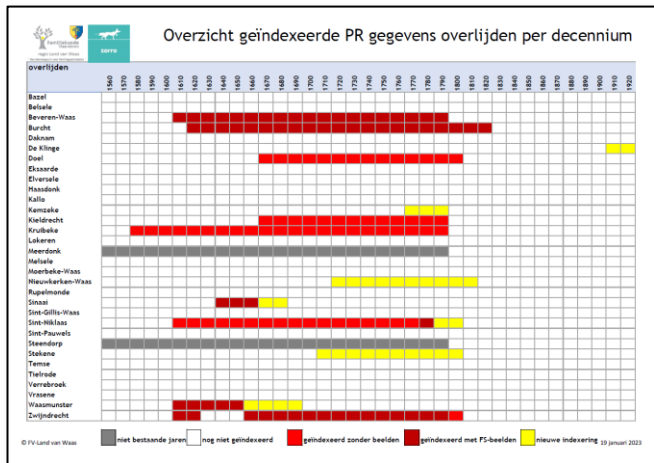 Familiekunde
Vlaanderen
regio Land van Waas
EDITO
Overzicht geïndexeerde PR gegevens overlijden per decennium
overlijden
1560 1570 1580 1590 1600 1610 1620 1630 1640 1650 1660 1670 1680 1690 1700 1710 1720 1730 1740 1750 1760 1770 1780 1790 1800 1810 1820 1830 1840 1850 1860 1870 1880 1890 1900 1910 1920
Bazel
Belsele
Beveren-Waas
Burcht
Daknam
De Klinge
Doel
Eksaarde
Elversele
Haasdonk
Kallo
Kemzeke
Kieldrecht
Kruibeke
Lokeren
Meerdonk
Melsele
Moerbeke-Waas
Nieuwkerken-Waas
Rupelmonde
Sinaai
Sint-Gillis-Waas
Sint-Niklaas
Sint-Pauwels
Steendorp
Stekene
Temse
Tielrode
Verrebroek
Vrasene
Waasmunster
Zwijndrecht
© FV-Land van Waas niet bestaande jaren nog niet geïndexeerd geïndexeerd zonder beelden geïndexeerd met FS-beelden nieuwe indexering 19 januari 2023